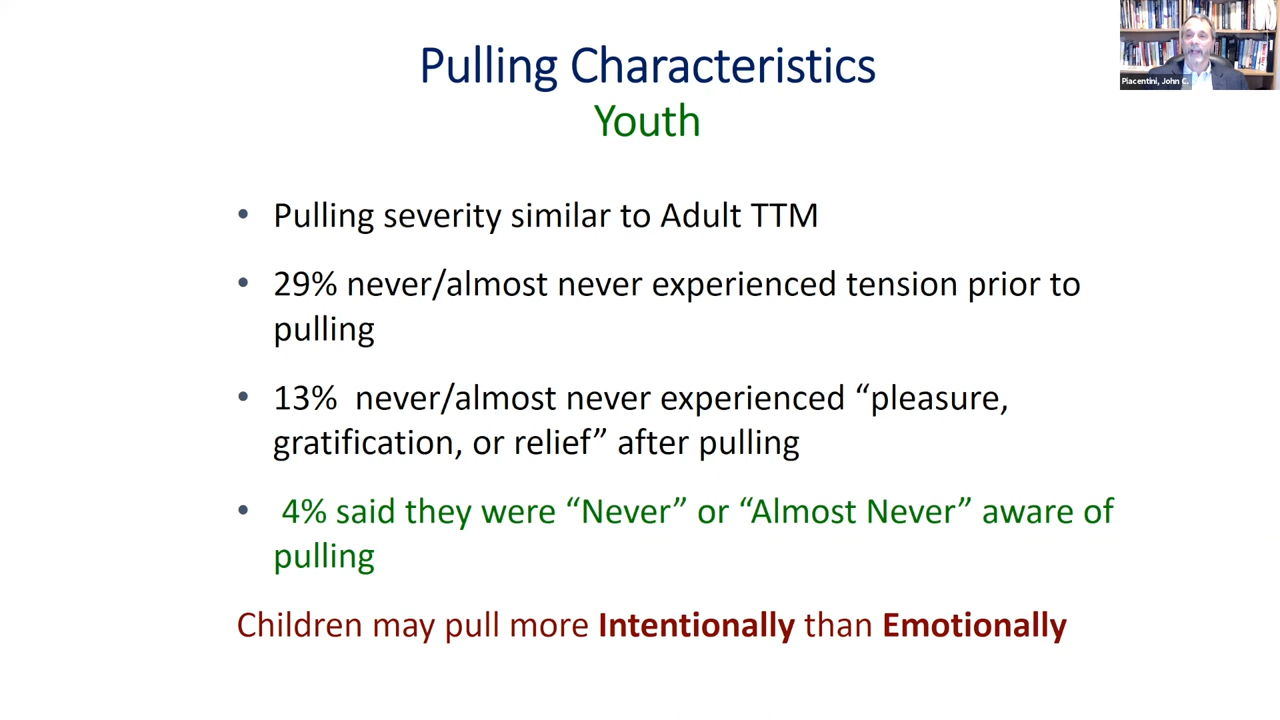 Pulling Characteristics
Youth
Piacentini, John C.
• Pulling severity similar to Adult TTM
• 29% never/almost never experienced tension prior to
pulling
• 13% never/almost never experienced “pleasure,
gratification, or relief” after pulling
• 4% said they were “Never” or “Almost Never” aware of
pulling
Children may pull more Intentionally than Emotionally